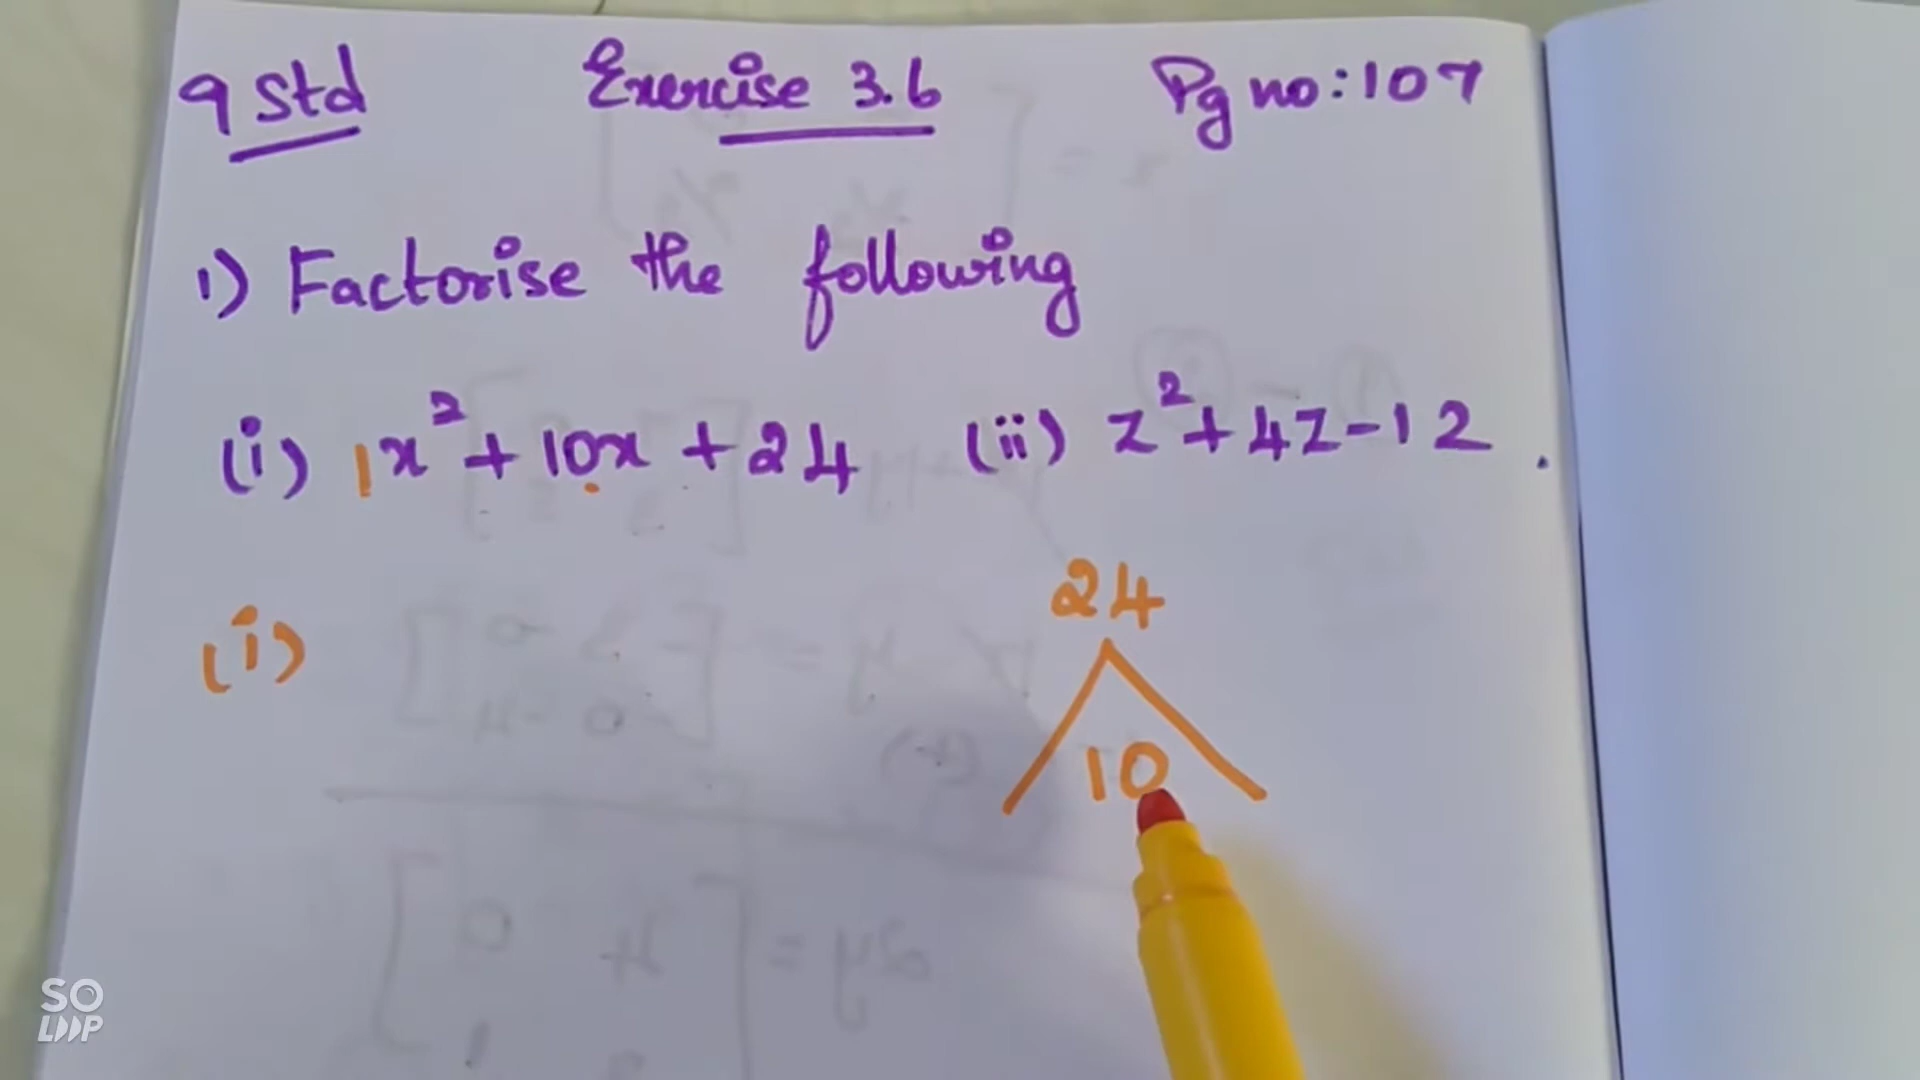 9 Std Exercise 3.6 Pg no: 107
1) Factorise the following
(i) 1x² + 10x + 24 (ii) z² + 4z - 12.
(i) 24
10
SO
LOOP